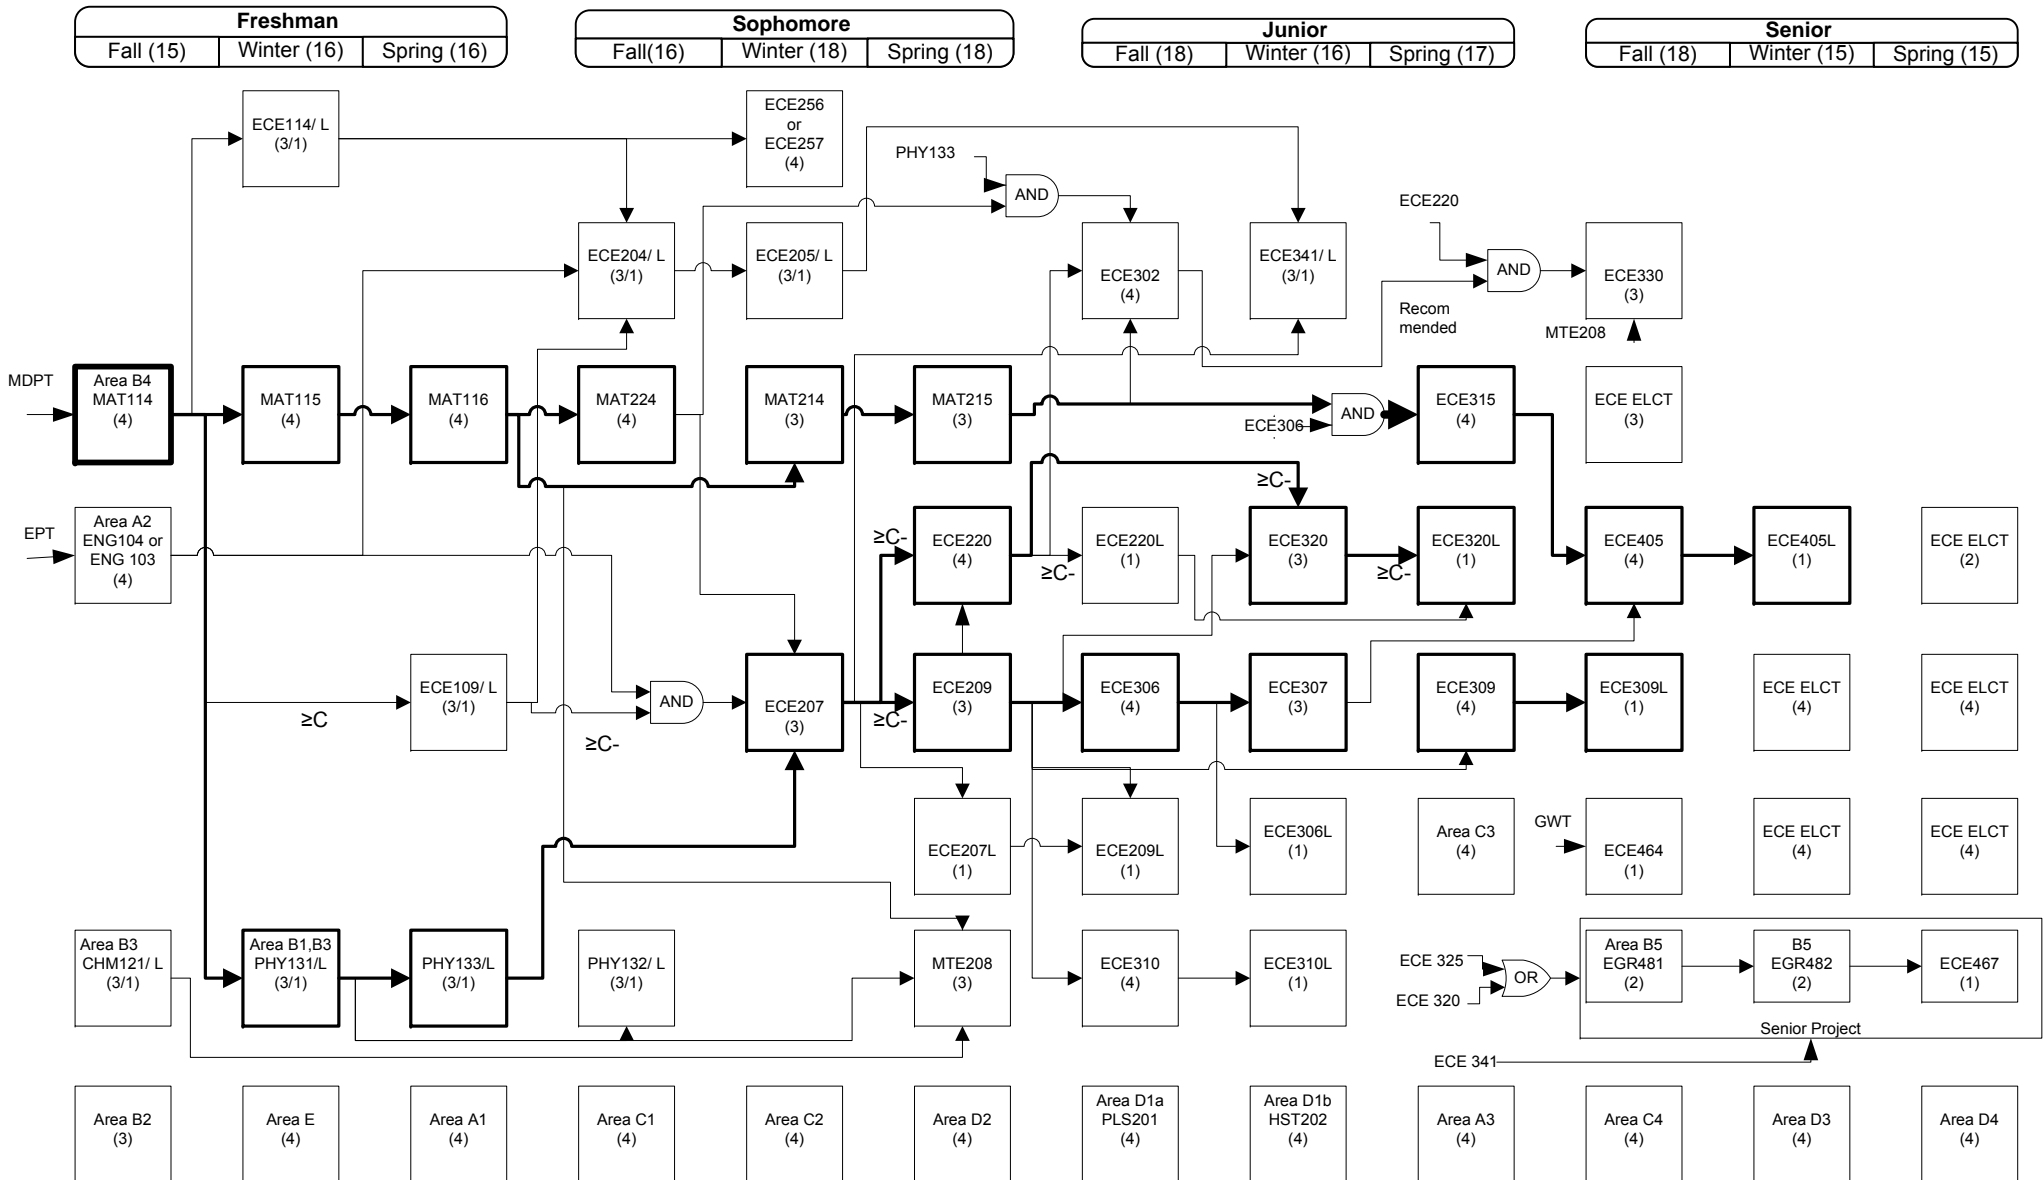 Freshman
Fall (15)
Winter (16)
Spring (16)
Sophomore
Fall(16)
Winter (18)
Spring (18)
Junior
Fall (18)
Winter (16)
Spring (17)
Senior
Fall (18)
Winter (15)
Spring (15)
ECE114/ L
(3/1)
ECE256
or
ECE257
(4)
PHY133
AND
ECE204/ L
(3/1)
ECE205/ L
(3/1)
ECE302
(4)
ECE341/ L
(3/1)
ECE220
AND
Recom
mended
ECE330
(3)
MTE208
MDPT
Area B4
MAT114
(4)
MAT115
(4)
MAT116
(4)
MAT224
(4)
MAT214
(3)
MAT215
(3)
ECE306
AND
ECE315
(4)
ECE ELCT
(3)
EPT
Area A2
ENG104 or
ENG 103
(4)
≥C-
ECE220
(4)
≥C-
ECE220L
(1)
≥C-
ECE320
(3)
≥C-
ECE320L
(1)
ECE405
(4)
ECE405L
(1)
ECE ELCT
(2)
≥C
ECE109/ L
(3/1)
≥C-
AND
ECE207
(3)
≥C-
ECE209
(3)
ECE306
(4)
ECE307
(3)
ECE309
(4)
ECE309L
(1)
ECE ELCT
(4)
ECE ELCT
(4)
ECE207L
(1)
ECE209L
(1)
ECE306L
(1)
Area C3
(4)
GWT
ECE464
(1)
ECE ELCT
(4)
ECE ELCT
(4)
Area B3
CHM121/ L
(3/1)
Area B1,B3
PHY131/L
(3/1)
PHY133/L
(3/1)
PHY132/ L
(3/1)
MTE208
(3)
ECE310
(4)
ECE310L
(1)
ECE 325
ECE 320
OR
Area B5
EGR481
(2)
B5
EGR482
(2)
ECE467
(1)
Senior Project
ECE 341
Area B2
(3)
Area E
(4)
Area A1
(4)
Area C1
(4)
Area C2
(4)
Area D2
(4)
Area D1a
PLS201
(4)
Area D1b
HST202
(4)
Area A3
(4)
Area C4
(4)
Area D3
(4)
Area D4
(4)